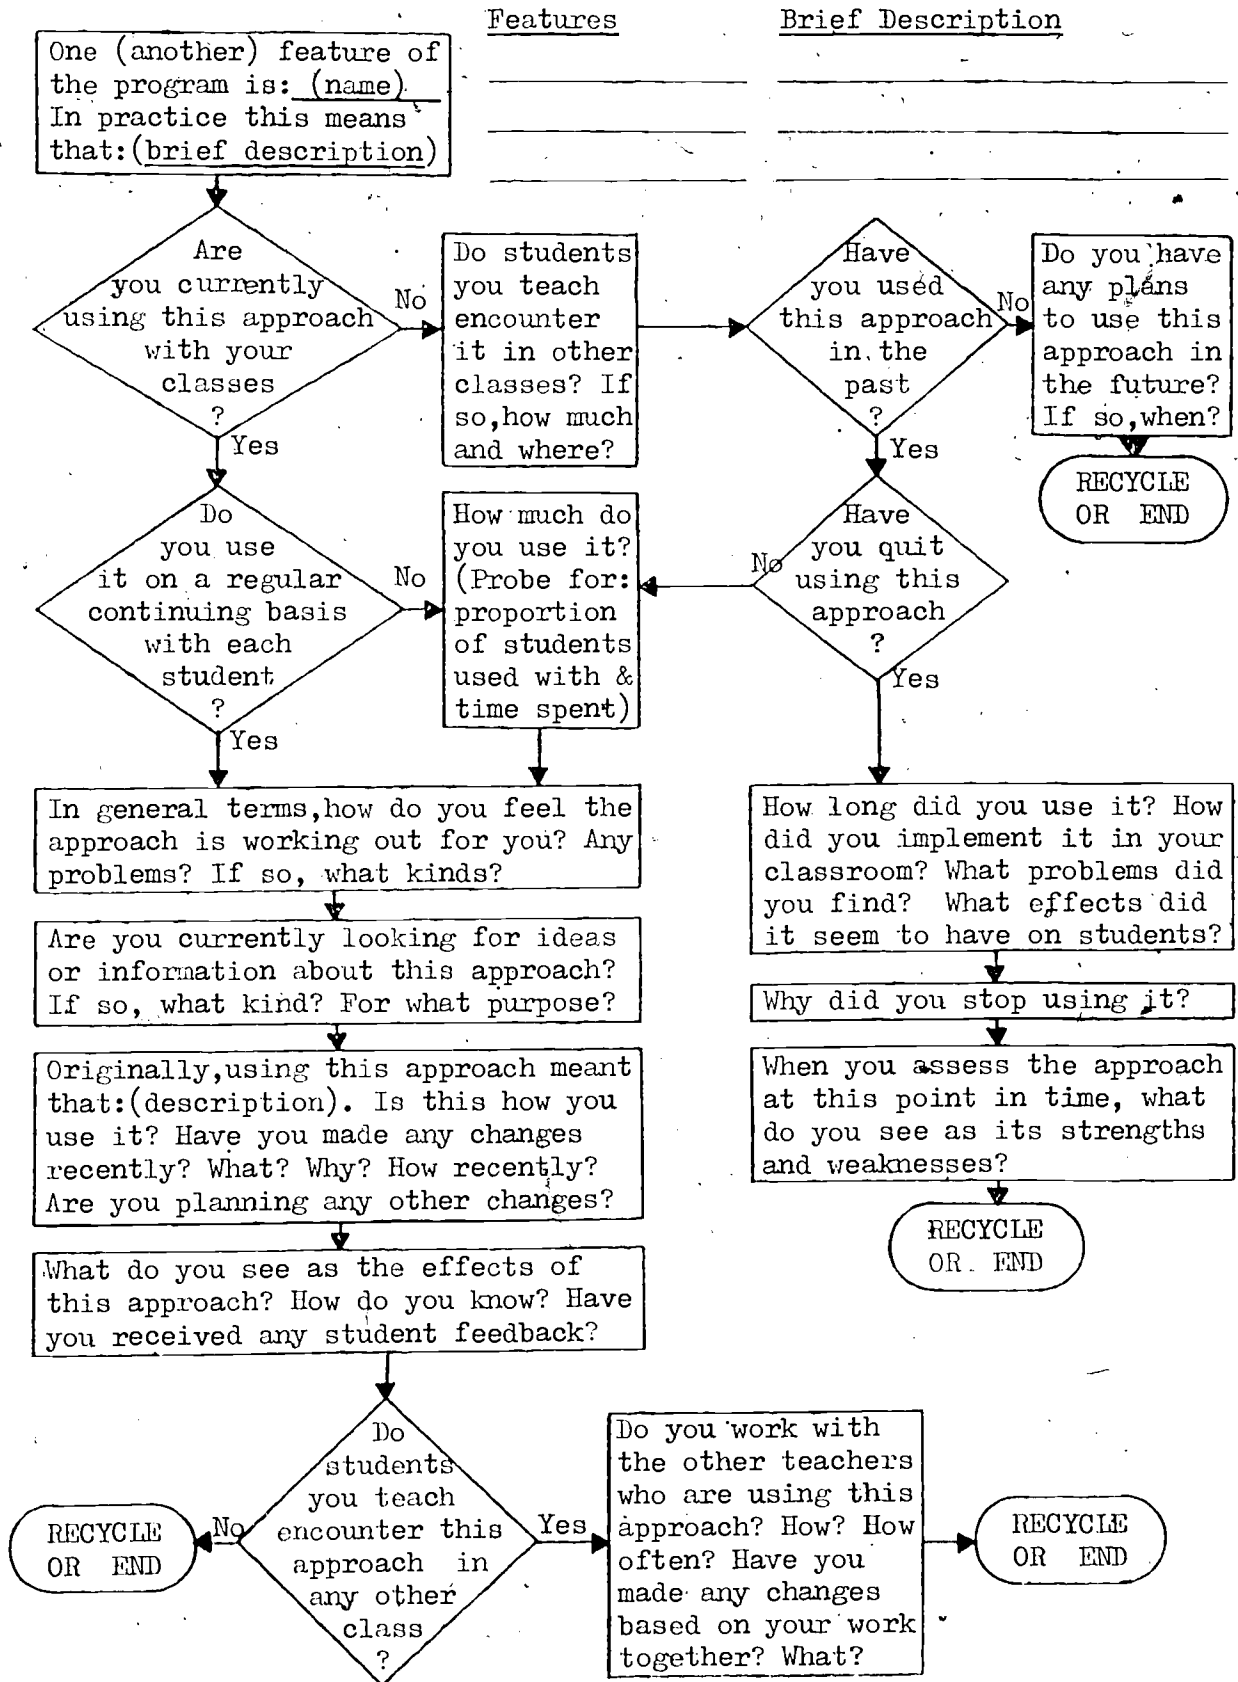 Features
Brief Description
One (another) feature of
the program is: (name)
In practice this means
that:(brief description)
Are
you currently
using this approach
with your
classes
?
No
Do students
you teach
encounter
it in other
classes? If
so,how much
and where?
Have
you used
this approach
in the
past
?
No
Do you have
any plans
to use this
approach in
the future?
If so,when?
RECYCLE
OR END
Yes
Yes
Do
you use
it on a regular
continuing basis
with each
student
?
No
How much do
you use it?
(Probe for:
proportion
of students
used with &
time spent)
No
Have
you quit
using this
approach
?
Yes
Yes
In general terms,how do you feel the
approach is working out for you? Any
problems? If so, what kinds?
Are you currently looking for ideas
or information about this approach?
If so, what kind? For what purpose?
Originally,using this approach meant
that:(description). Is this how you
use it? Have you made any changes
recently? What? Why? How recently?
Are you planning any other changes?
What do you see as the effects of
this approach? How do you know? Have
you received any student feedback?
How long did you use it? How
did you implement it in your
classroom? What problems did
you find? What effects did
it seem to have on students?
Why did you stop using it?
When you assess the approach
at this point in time, what
do you see as its strengths
and weaknesses?
RECYCLE
OR END
Do
students
you teach
encounter this
approach in
any other
class
?
No
RECYCLE
OR END
Yes
Do you work with
the other teachers
who are using this
approach? How? How
often? Have you
made any changes
based on your work
together? What?
RECYCLE
OR END